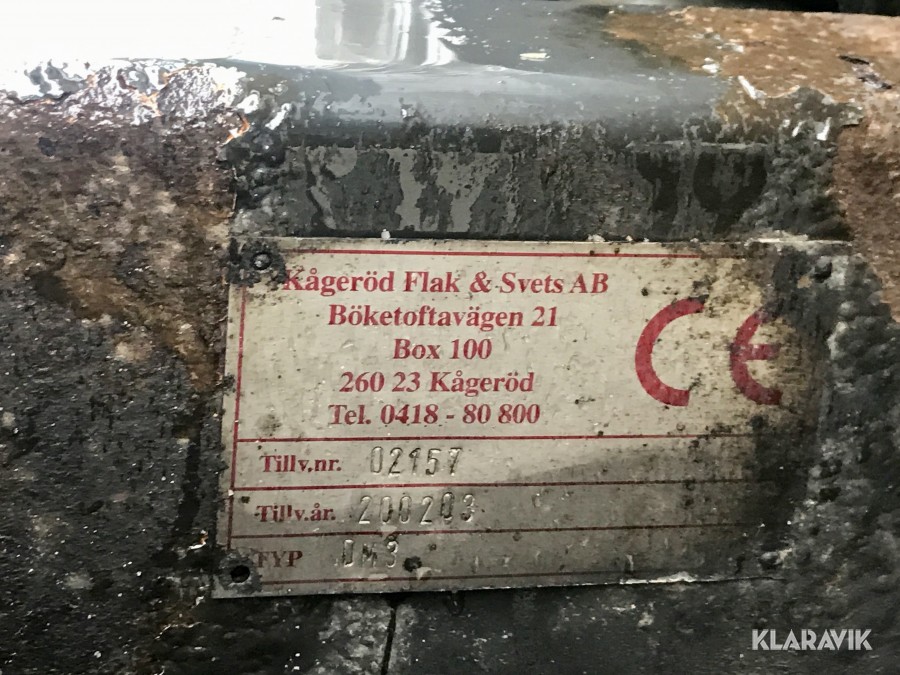 Kågeröd Flak & Svets AB
Böketoftavägen 21
Box 100
260 23 Kågeröd
Tel. 0418 - 80 800
CE
Tillv.nr. 02157
Tillv.år. 200203
TYP DMS
KLARAVIK